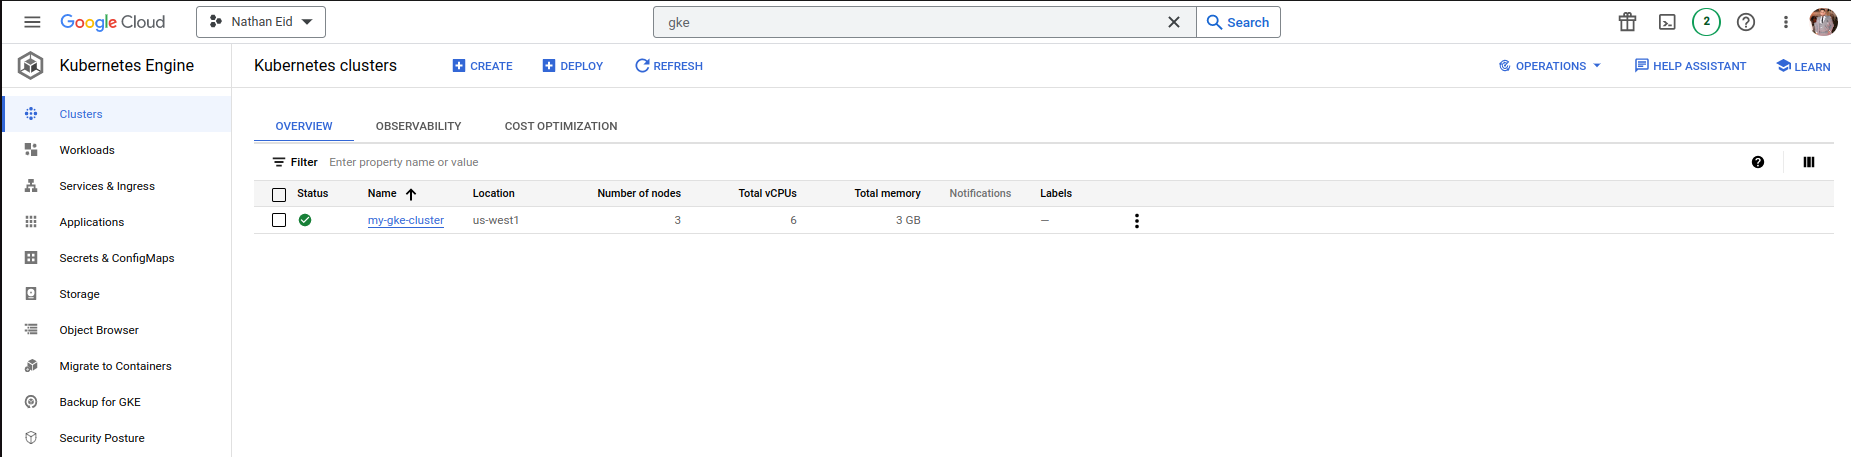 Google Cloud
Nathan Eid
gke
Search
2
Kubernetes Engine
Kubernetes clusters
CREATE
DEPLOY
REFRESH
OPERATIONS
HELP ASSISTANT
LEARN
Clusters
Workloads
Services & Ingress
Applications
Secrets & ConfigMaps
Storage
Object Browser
Migrate to Containers
Backup for GKE
Security Posture
OVERVIEW
OBSERVABILITY
COST OPTIMIZATION
Filter Enter property name or value
Status Name Location Number of nodes Total vCPUs Total memory Notifications Labels
my-gke-cluster us-west1 3 6 3 GB —